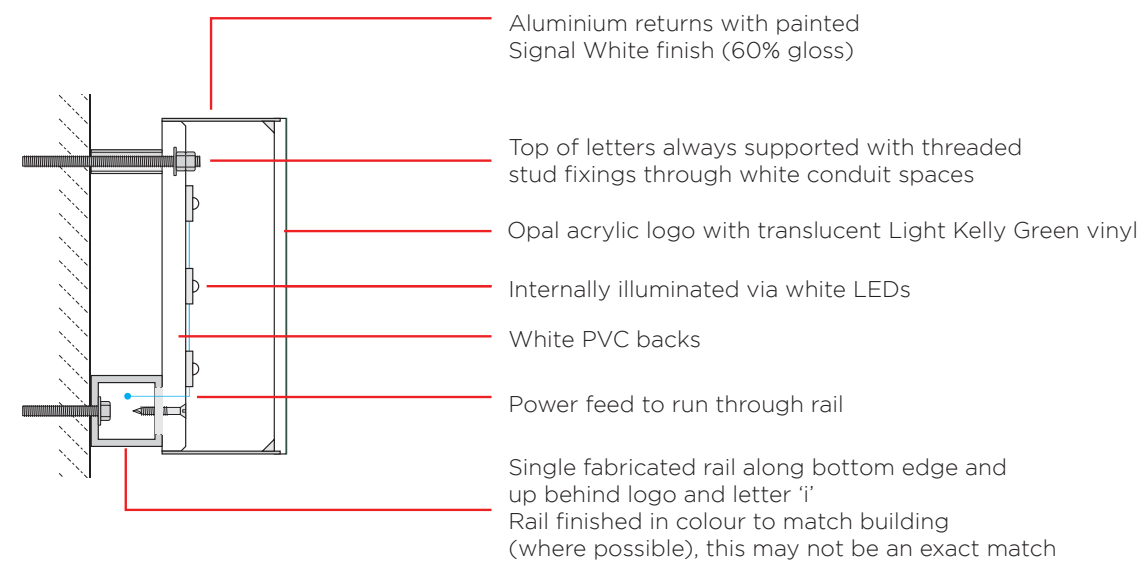 Aluminium returns with painted
Signal White finish (60% gloss)
Top of letters always supported with threaded
stud fixings through white conduit spaces
Opal acrylic logo with translucent Light Kelly Green vinyl
Internally illuminated via white LEDs
White PVC backs
Power feed to run through rail
Single fabricated rail along bottom edge and
up behind logo and letter ‘i’
Rail finished in colour to match building
(where possible), this may not be an exact match